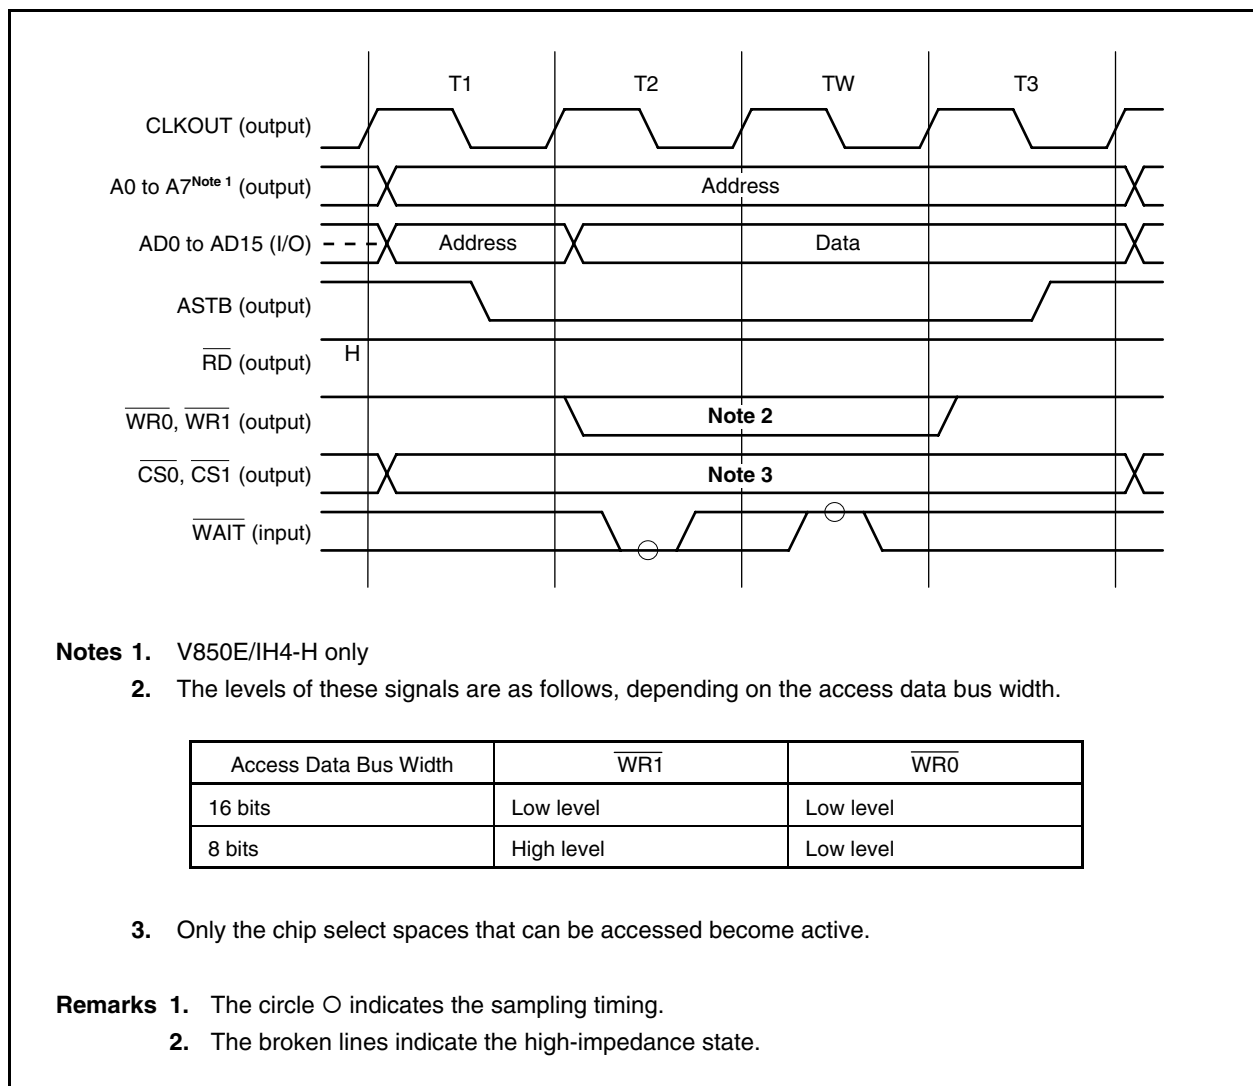 T1 T2 TW T3
CLKOUT (output)
A0 to A7Note 1 (output) Address
AD0 to AD15 (I/O) Address Data
ASTB (output)
RD (output) H
WR0, WR1 (output) Note 2
CS0, CS1 (output) Note 3
WAIT (input)
Notes 1. V850E/IH4-H only
2. The levels of these signals are as follows, depending on the access data bus width.
Access Data Bus Width WR1 WR0
16 bits Low level Low level
8 bits High level Low level
3. Only the chip select spaces that can be accessed become active.
Remarks 1. The circle O indicates the sampling timing.
2. The broken lines indicate the high-impedance state.